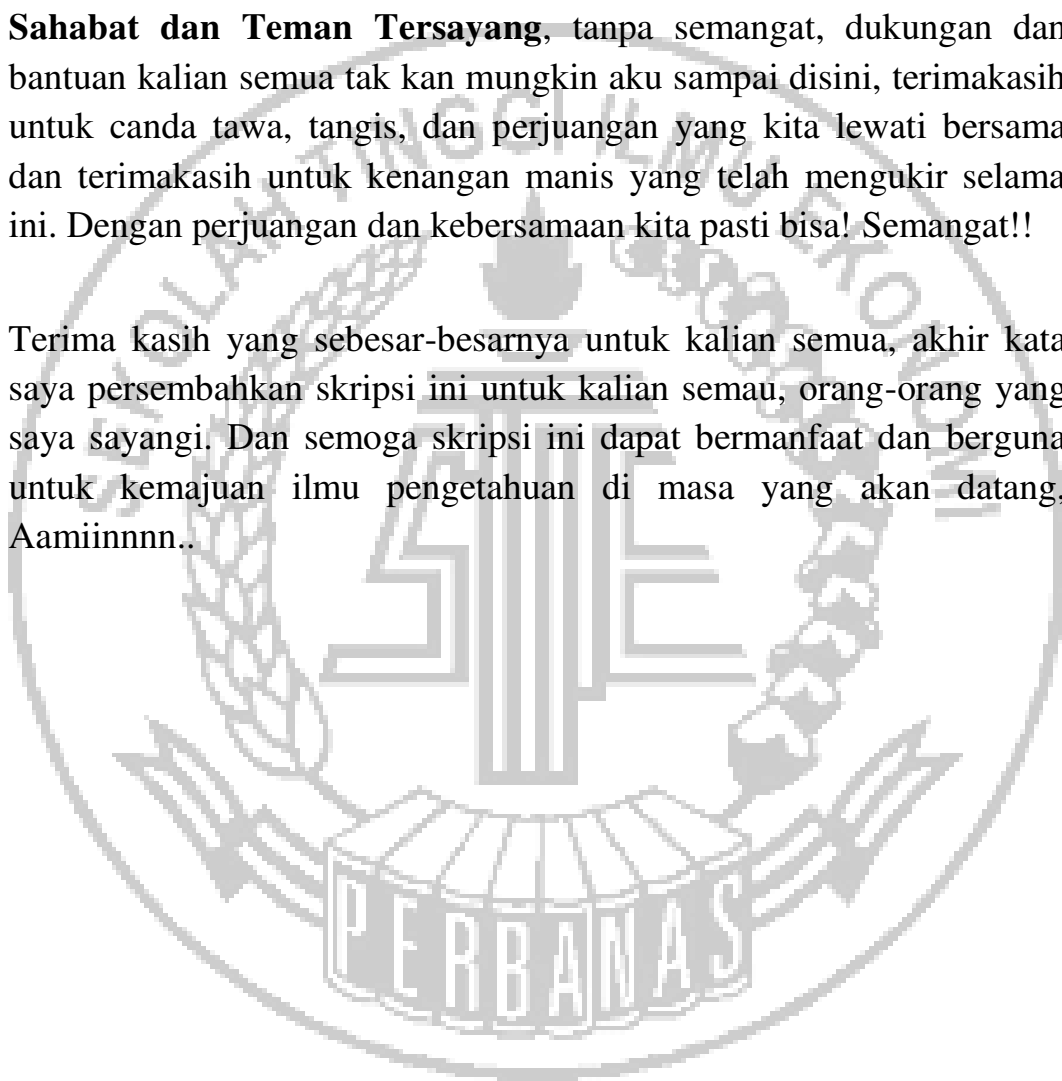 Sahabat dan Teman Tersayang, tanpa semangat, dukungan dan
bantuan kalian semua tak kan mungkin aku sampai disini, terimakasih
untuk canda tawa, tangis, dan perjuangan yang kita lewati bersama
dan terimakasih untuk kenangan manis yang telah mengukir selama
ini. Dengan perjuangan dan kebersamaan kita pasti bisa! Semangat!!
Terima kasih yang sebesar-besarnya untuk kalian semua, akhir kata
saya persembahkan skripsi ini untuk kalian semau, orang-orang yang
saya sayangi. Dan semoga skripsi ini dapat bermanfaat dan berguna
untuk kemajuan ilmu pengetahuan di masa yang akan datang,
Aamiinnnn..
SEKOLAH TINGGI ILMU EKONOMI
PERBANAS